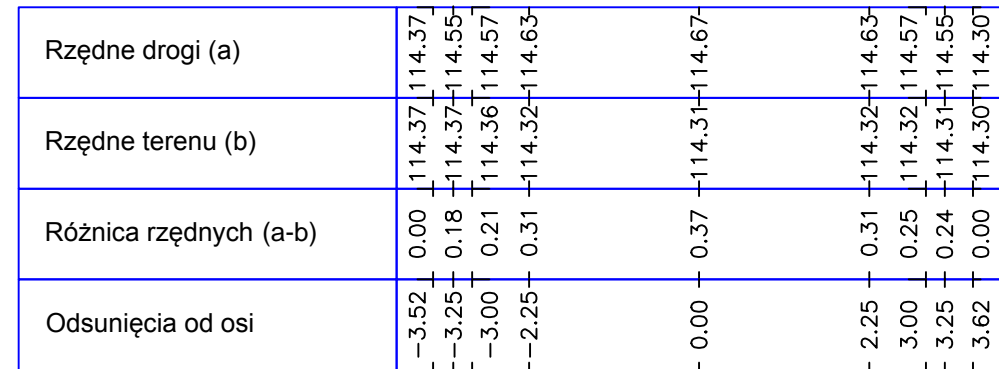 Rzędne drogi (a) 114.37 114.55 114.57 114.63 114.67 114.63 114.57 114.55 114.30
Rzędne terenu (b) 114.37 114.37 114.36 114.32 114.31 114.32 114.32 114.31 114.30
Różnica rzędnych (a-b) 0.00 0.18 0.21 0.31 0.37 0.31 0.25 0.24 0.00
Odsunięcia od osi -3.52 -3.25 -3.00 -2.25 0.00 2.25 3.00 3.25 3.62